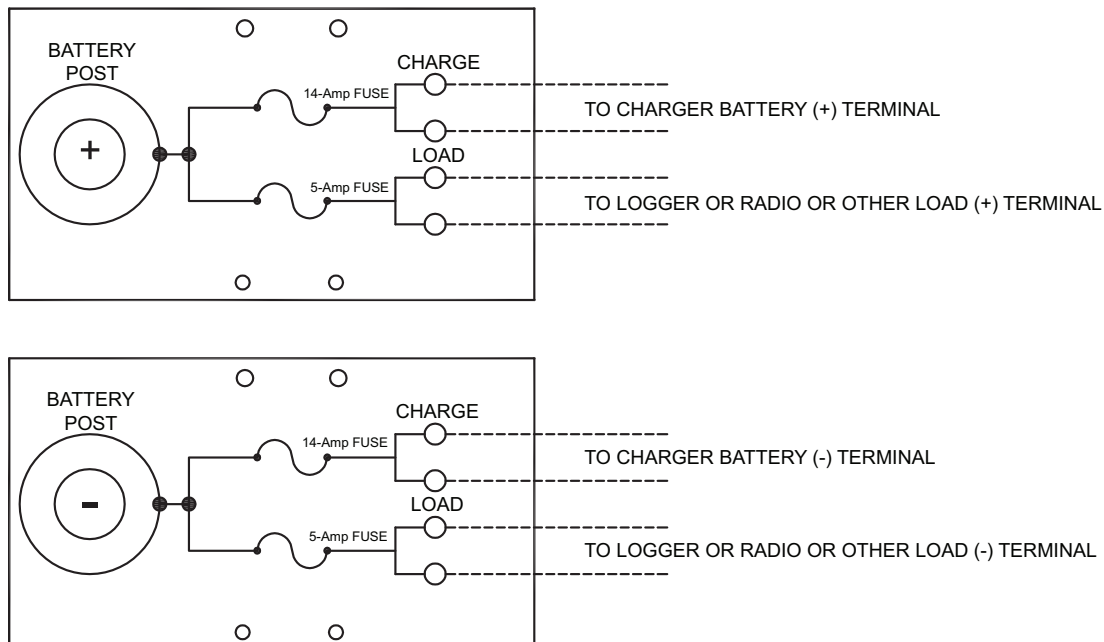 BATTERY
POST
+
CHARGE
14-Amp FUSE
TO CHARGER BATTERY (+) TERMINAL
LOAD
5-Amp FUSE
TO LOGGER OR RADIO OR OTHER LOAD (+) TERMINAL
BATTERY
POST
-
CHARGE
14-Amp FUSE
TO CHARGER BATTERY (-) TERMINAL
LOAD
5-Amp FUSE
TO LOGGER OR RADIO OR OTHER LOAD (-) TERMINAL